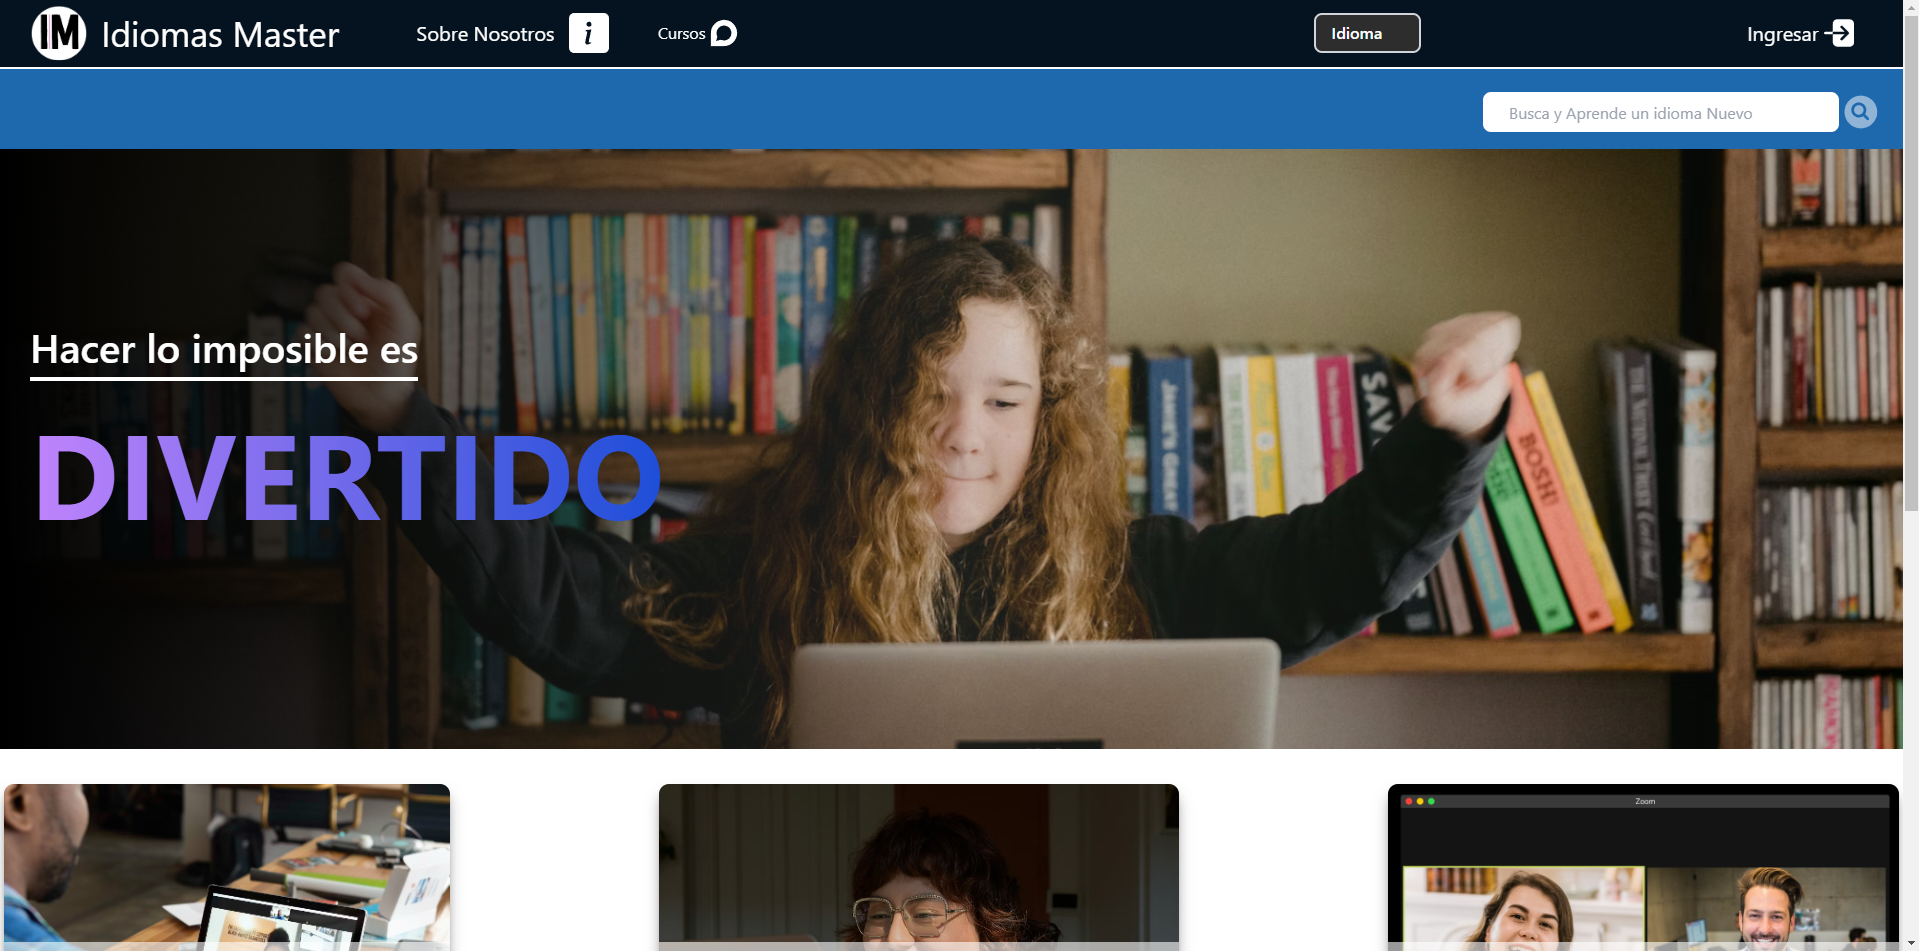 IM Idiomas Master
Sobre Nosotros i
Cursos
Idioma
Ingresar
Busca y Aprende un idioma Nuevo
Hacer lo imposible es
DIVERTIDO
BOSH!
Zoom